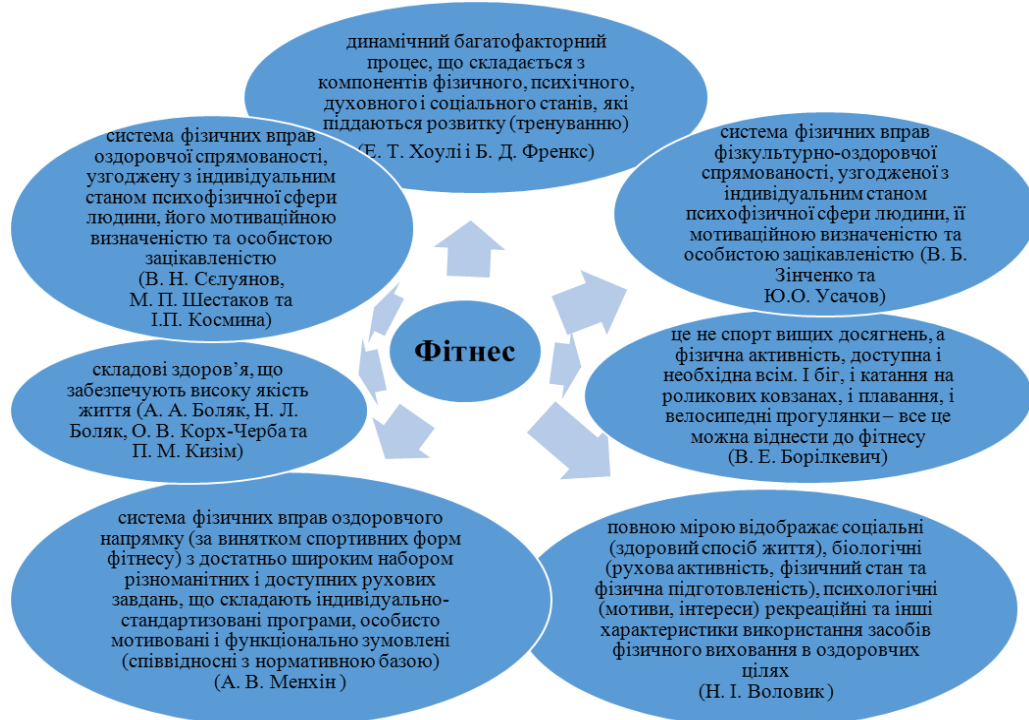 динамічний багатофакторний
процес, що складається з
компонентів фізичного, психічного,
духовного і соціального станів, які
піддаються розвитку (тренуванню)
(Е. Т. Хоулі і Б. Д. Френкс)
система фізичних вправ
оздоровчої спрямованості,
узгоджену з індивідуальним
станом психофізичної сфери
людини, його мотиваційною
визначеністю та особистою
зацікавленістю
(В. Н. Сєлуянов,
М. П. Шестаков та
І.П. Космина)
система фізичних вправ
фізкультурно-оздоровчої
спрямованості, узгодженої з
індивідуальним станом
психофізичної сфери людини, її
мотиваційною визначеністю та
особистою зацікавленістю (В. Б.
Зінченко та
Ю.О. Усачов)
Фітнес
складові здоров’я, що
забезпечують високу якість
життя (А. А. Боляк, Н. Л.
Боляк, О. В. Корх-Черба та
П. М. Кизім)
це не спорт вищих досягнень, а
фізична активність, доступна і
необхідна всім. І біг, і катання на
роликових ковзанах, і плавання, і
велосипедні прогулянки – все це
можна віднести до фітнесу
(В. Е. Борілкевич)
система фізичних вправ оздоровчого
напрямку (за винятком спортивних форм
фітнесу) з достатньо широким набором
різноманітних і доступних рухових
завдань, що складають індивідуально-
стандартизовані програми, особисто
мотивовані і функціонально зумовлені
(співвідносні з нормативною базою)
(А. В. Менхін )
повною мірою відображає соціальні
(здоровий спосіб життя), біологічні
(рухова активність, фізичний стан та
фізична підготовленість), психологічні
(мотиви, інтереси) рекреаційні та інші
характеристики використання засобів
фізичного виховання в оздоровчих
цілях
(Н. І. Воловик )